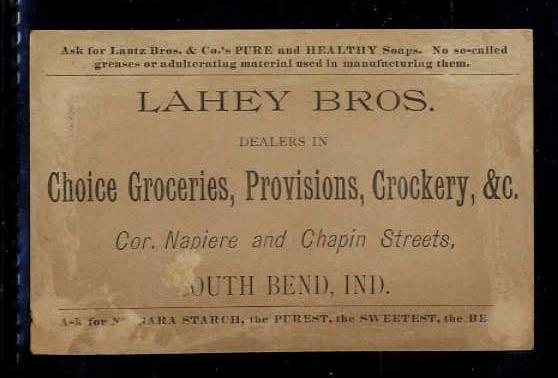 Ask for Lautz Bros. & Co.'s PURE and HEALTHY Soaps. No so-called
greases or adulterating material used in manufacturing them.
LAHEY BROS.
DEALERS IN
Choice Groceries, Provisions, Crockery, &c.
Cor. Napiere and Chapin Streets,
OUTH BEND, IND.
Ask for N GARA STARCH, the PUREST, the SWEETEST, the BE